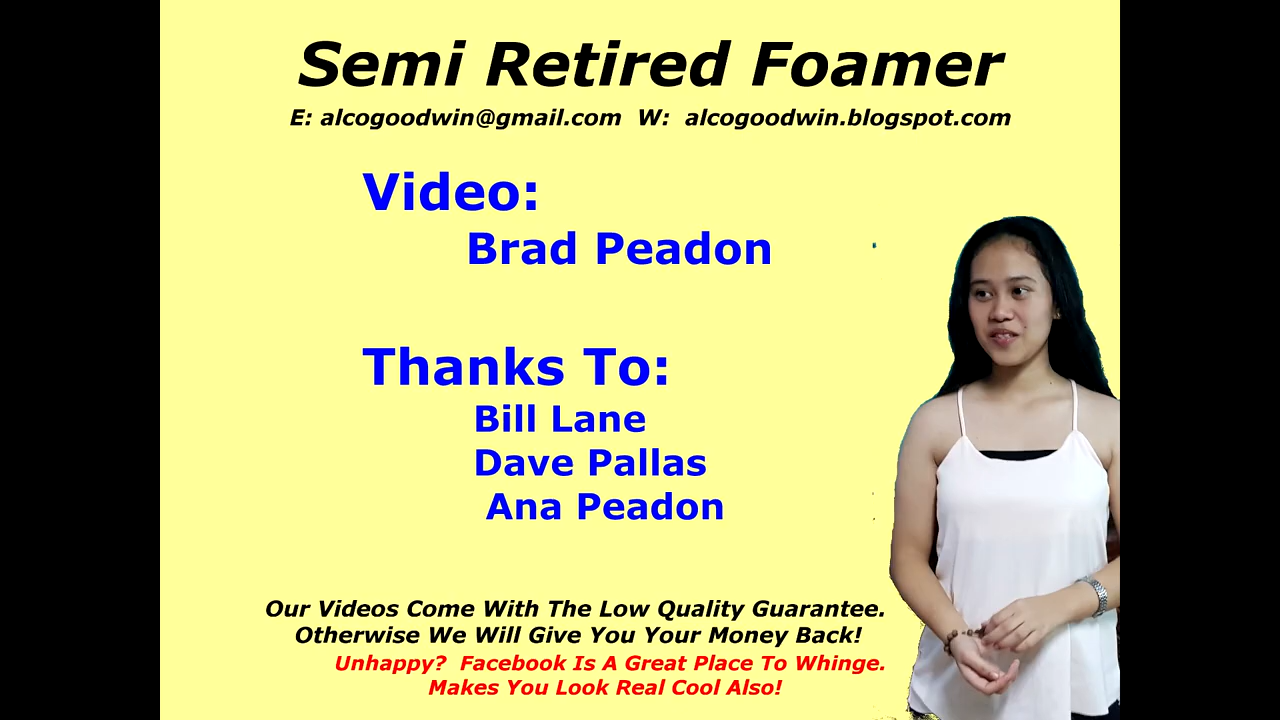 Semi Retired Foamer
E: alcogoodwin@gmail.com W: alcogoodwin.blogspot.com
Video:
Brad Peadon
Thanks To:
Bill Lane
Dave Pallas
Ana Peadon
Our Videos Come With The Low Quality Guarantee.
Otherwise We Will Give You Your Money Back!
Unhappy? Facebook Is A Great Place To Whinge.
Makes You Look Real Cool Also!